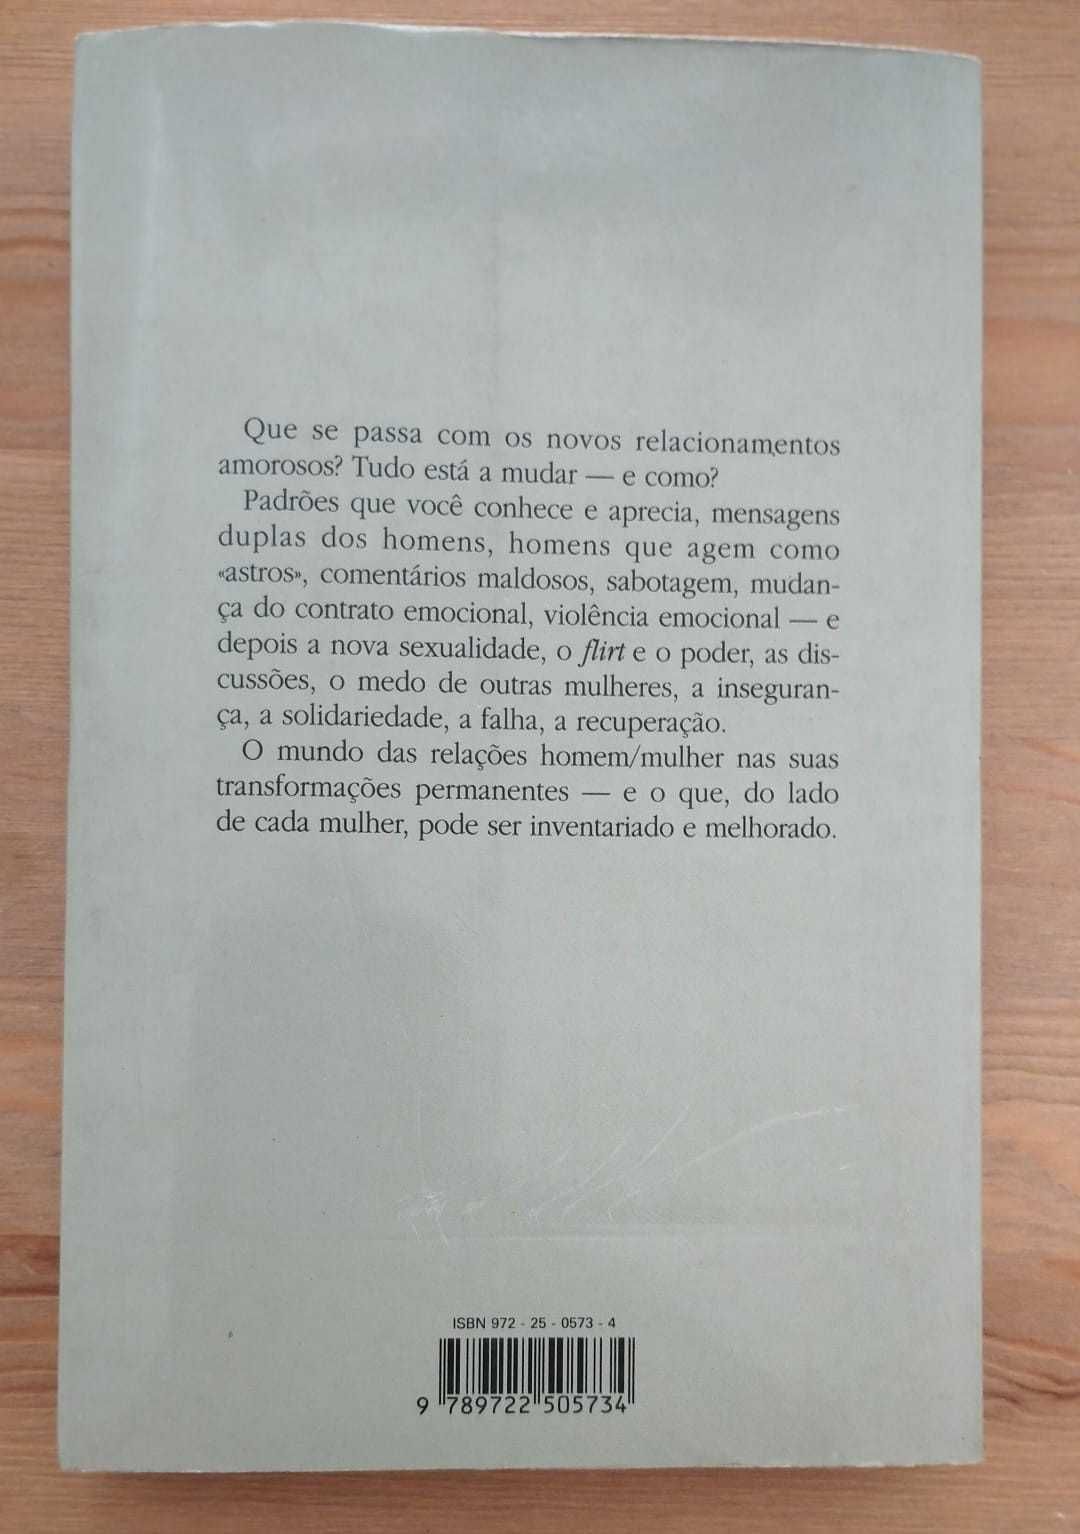 Que se passa com os novos relacionamentos
amorosos? Tudo está a mudar — e como?
Padrões que você conhece e aprecia, mensagens
duplas dos homens, homens que agem como
«astros», comentários maldosos, sabotagem, mudan-
ça do contrato emocional, violência emocional — e
depois a nova sexualidade, o flirt e o poder, as dis-
cussões, o medo de outras mulheres, a inseguran-
ça, a solidariedade, a falha, a recuperação.
O mundo das relações homem/mulher nas suas
transformações permanentes — e o que, do lado
de cada mulher, pode ser inventariado e melhorado.
ISBN 972 - 25 - 0573 - 4
9 789722 505734